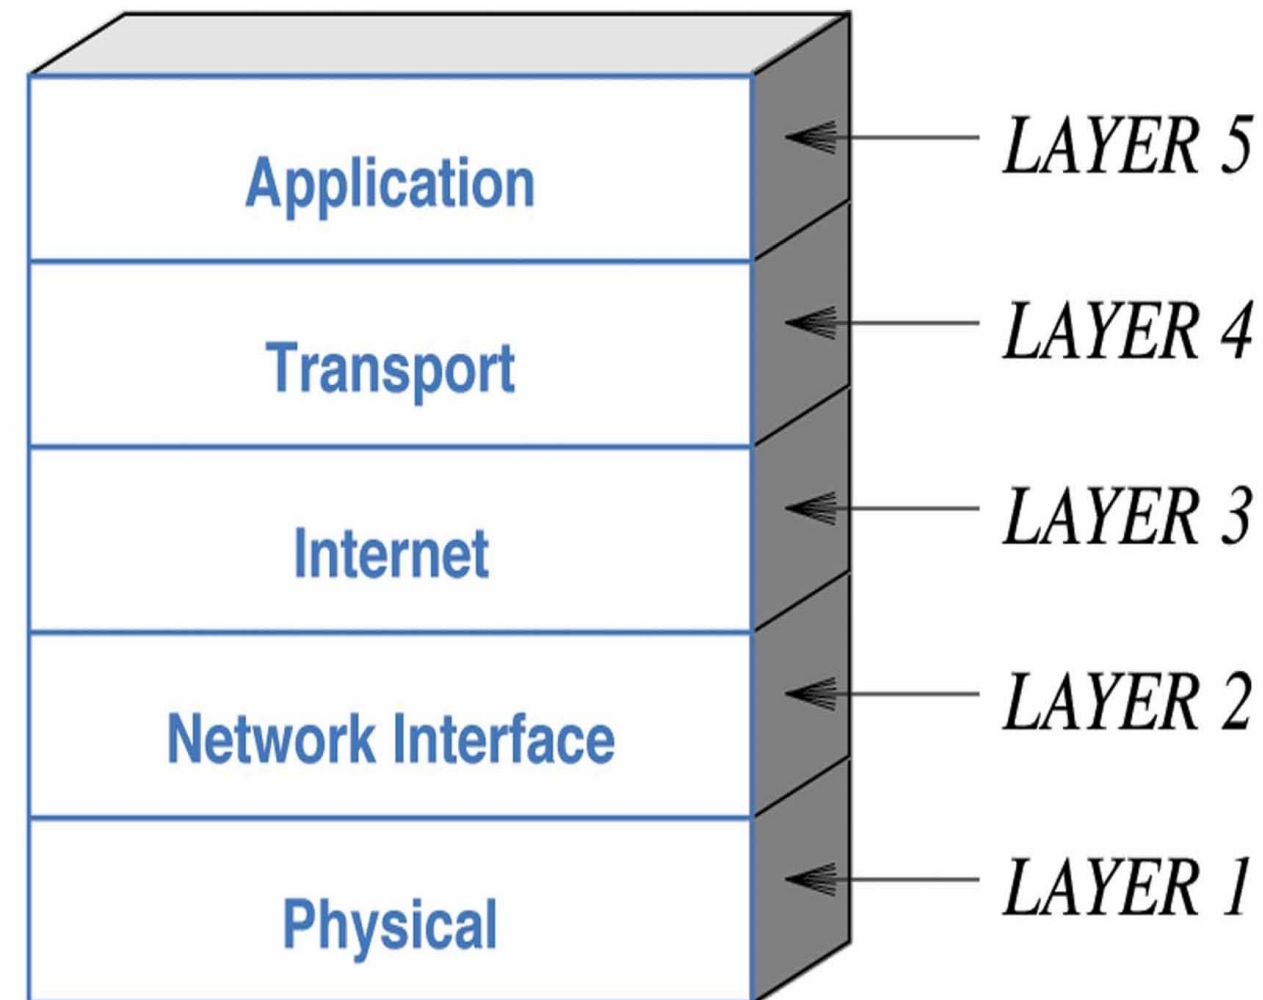 Application
LAYER 5
Transport
LAYER 4
Internet
LAYER 3
Network Interface
LAYER 2
Physical
LAYER 1